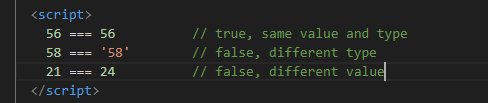 <script>
56 === 56 // true, same value and type
58 === '58' // false, different type
21 === 24 // false, different value
</script>